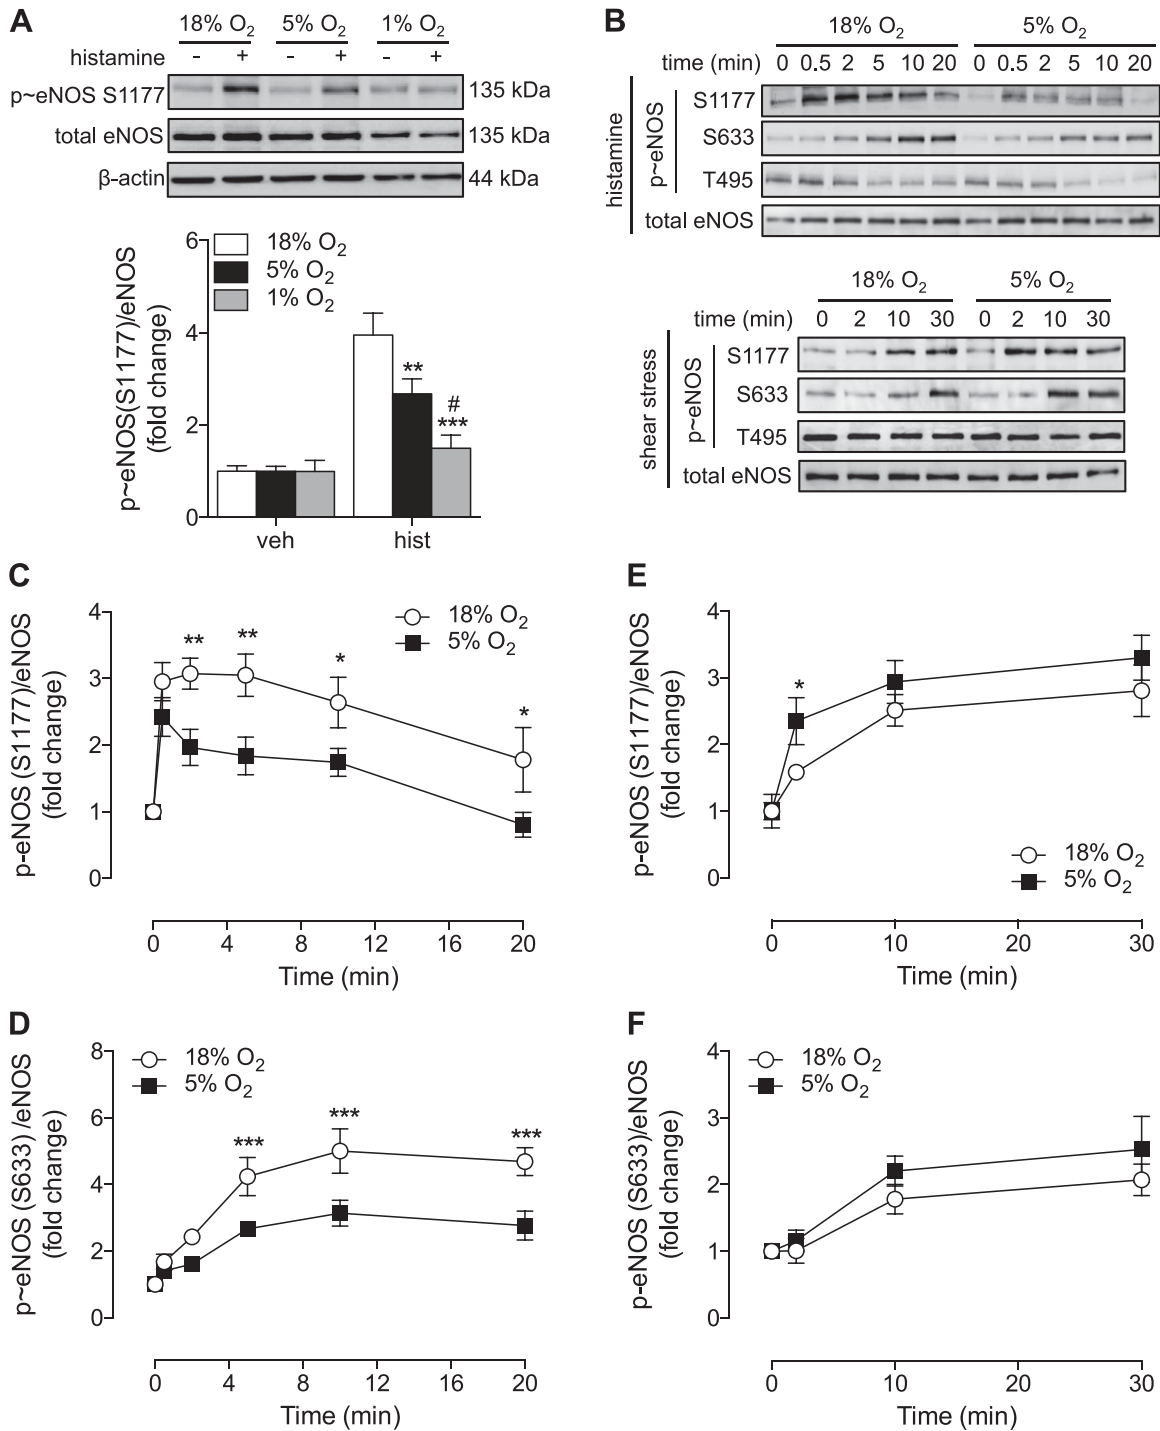 A
18% O2 5% O2 1% O2
histamine - + - + - +
p~eNOS S1177 135 kDa
total eNOS 135 kDa
β-actin 44 kDa
p~eNOS(S1177)/eNOS
(fold change)
6
4
2
0
18% O2
5% O2
1% O2
**
#
***
veh hist
B
18% O2 5% O2
time (min) 0 0.5 2 5 10 20 0 0.5 2 5 10 20
histamine
p~eNOS
S1177
S633
T495
total eNOS
18% O2 5% O2
time (min) 0 2 10 30 0 2 10 30
shear stress
p~eNOS
S1177
S633
T495
total eNOS
C
p-eNOS (S1177)/eNOS
(fold change)
4
3
2
1
0
18% O2
5% O2
** ** * *
0 4 8 12 16 20
Time (min)
E
p-eNOS (S1177)/eNOS
(fold change)
4
3
2
1
0
*
18% O2
5% O2
0 10 20 30
Time (min)
D
p~eNOS (S633) /eNOS
(fold change)
8
6
4
2
0
18% O2
5% O2
*** *** ***
0 4 8 12 16 20
Time (min)
F
p-eNOS (S633)/eNOS
(fold change)
4
3
2
1
0
18% O2
5% O2
0 10 20 30
Time (min)